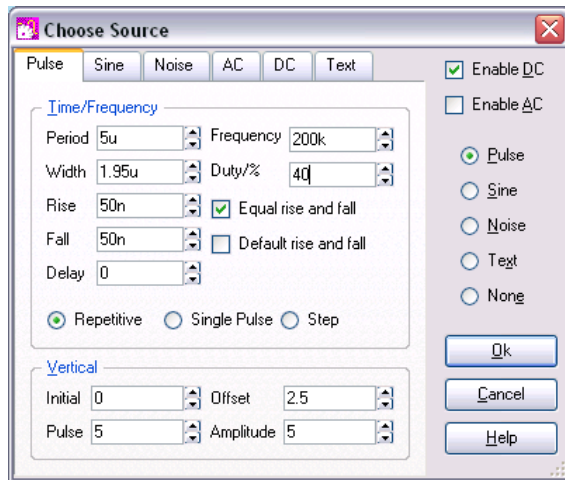 Choose Source
Pulse Sine Noise AC DC Text
Time/Frequency
Period 5u Frequency 200k
Width 1.95u Duty/% 40
Rise 50n Equal rise and fall
Fall 50n Default rise and fall
Delay 0
Repetitive Single Pulse Step
Vertical
Initial 0 Offset 2.5
Pulse 5 Amplitude 5
Enable DC
Enable AC
Pulse
Sine
Noise
Text
None
Ok
Cancel
Help